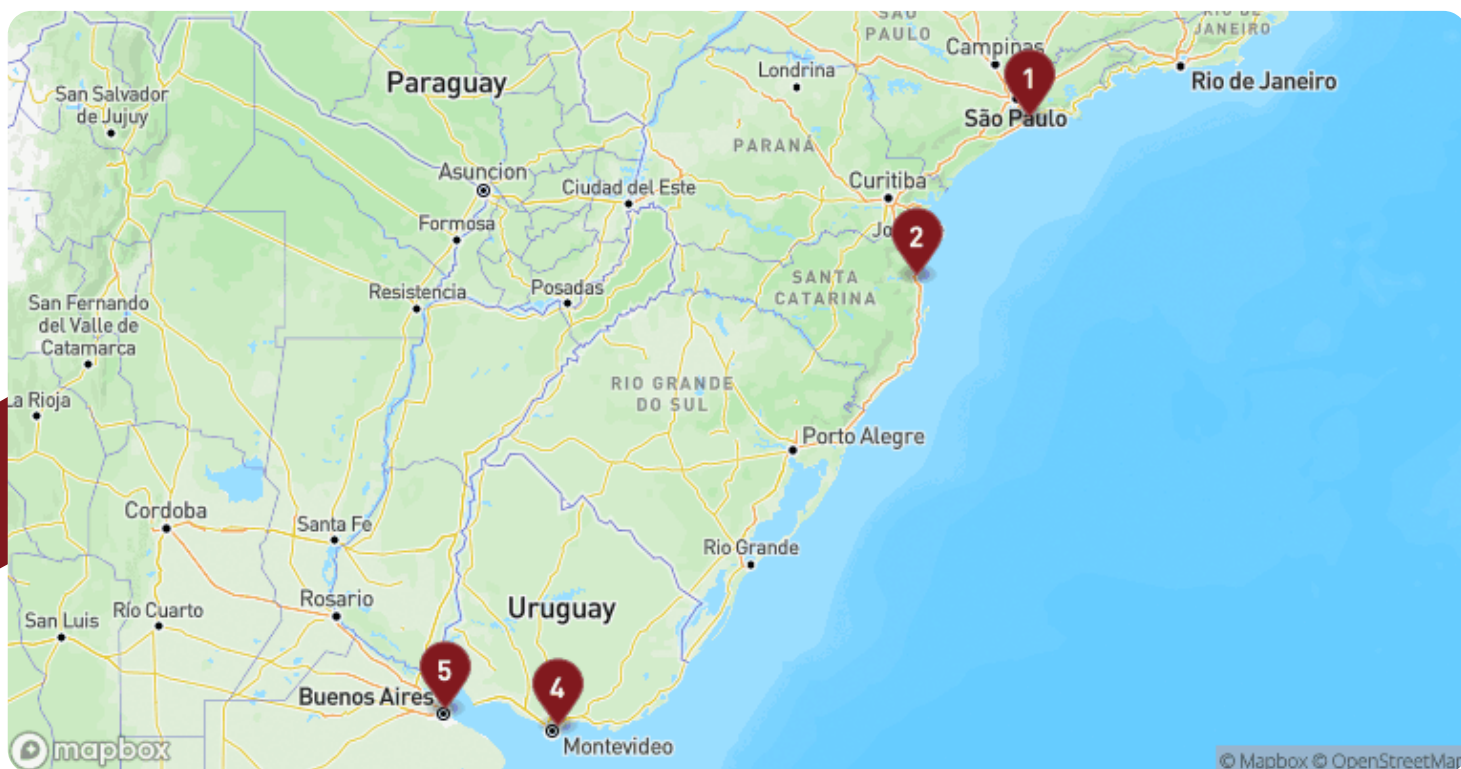 SÃO
PAULO
RIO DE
JANEIRO
Campinas
Londrina
1
Rio de Janeiro
Paraguay
San Salvador
de Jujuy
São Paulo
PARANÁ
Asuncion
Ciudad del Este
Curitiba
Formosa
2
Jo
SANTA
CATARINA
Resistencia
Posadas
San Fernando
del Valle de
Catamarca
La Rioja
RIO GRANDE
DO SUL
Porto Alegre
Cordoba
Santa Fe
Rio Grande
Rosario
Río Cuarto
San Luis
Uruguay
5
4
Buenos Aires
Montevideo
mapbox
© Mapbox © OpenStreetMap